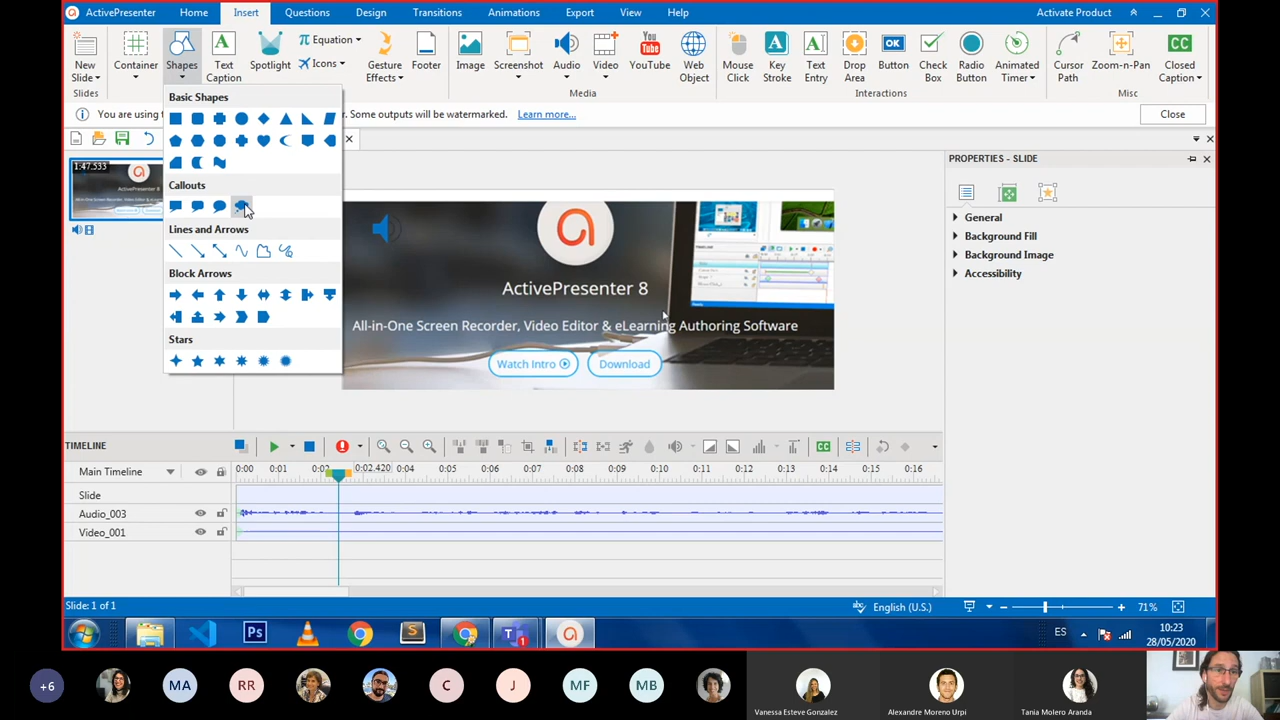 ActivePresenter Home Insert Questions Design Transitions Animations Export View Help Activate Product
New Slide Container Shapes Text Caption Spotlight Equation Icons Gesture Effects Footer Image Screenshot Audio Video YouTube Web Object Mouse Click Key Stroke Text Entry Drop Area Button Check Box Radio Button Animated Timer Cursor Path Zoom-n-Pan Closed Caption
Slides Media Interactions Misc
You are using . Some outputs will be watermarked. Learn more... Close
Basic Shapes
Callouts
Lines and Arrows
Block Arrows
Stars
1:47.533
ActivePresenter 8
All-in-One Screen Recorder, Video Editor & eLearning Authoring Software
Watch Intro Download
PROPERTIES - SLIDE
General
Background Fill
Background Image
Accessibility
TIMELINE
Main Timeline 0:00 0:01 0:02 0:02.420 0:04 0:05 0:06 0:07 0:08 0:09 0:10 0:11 0:12 0:13 0:14 0:16
Slide
Audio_003
Video_001
Slide: 1 of 1 English (U.S.) 71%
Ps S T 1 ES 10:23
28/05/2020
+6 MA RR C J MF MB
Vanessa Esteve Gonzalez Alexandre Moreno Urpi Tania Molero Aranda